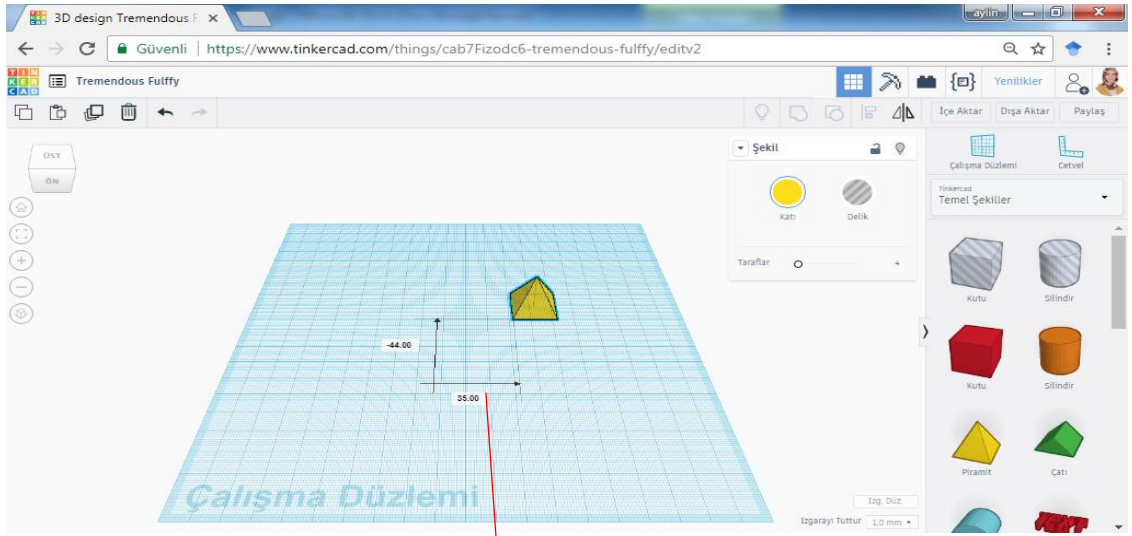 3D design Tremendous F
aylin
Güvenli | https://www.tinkercad.com/things/cab7Fizodc6-tremendous-fulffy/editv2
TIN
KER
CAD
Tremendous Fulffy
Yenilikler
İçe Aktar
Dışa Aktar
Paylaş
ÜST
ÖN
Şekil
Katı
Delik
Taraflar
4
Çalışma Düzlemi
Cetvel
Tinkercad
Temel Şekiller
Kutu
Silindir
Kutu
Silindir
Piramit
Çatı
TEXT
-44.00
35.00
Çalışma Düzlemi
Izg. Düz.
Izgarayı Tuttur
1,0 mm